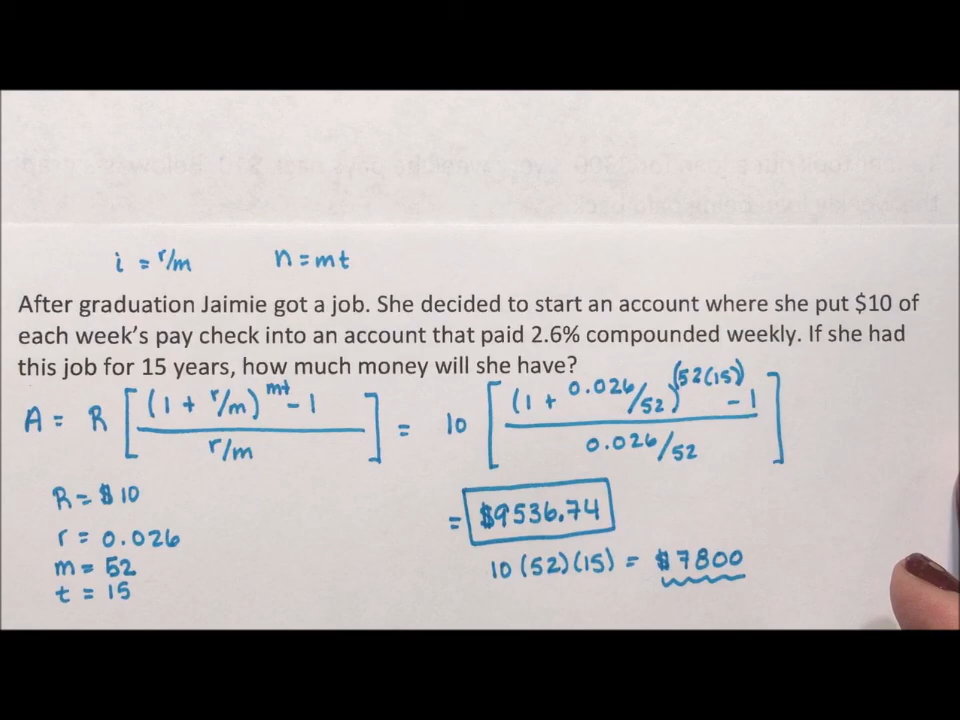 i = r/m n = mt
After graduation Jaimie got a job. She decided to start an account where she put $10 of
each week's pay check into an account that paid 2.6% compounded weekly. If she had
this job for 15 years, how much money will she have?
A = R [ (1 + r/m)^mt - 1 / r/m ] = 10 [ (1 + 0.026/52)^(52(15)) - 1 / 0.026/52 ]
R = $10
= $9536.74
r = 0.026
10(52)(15) = $7800
m = 52
t = 15